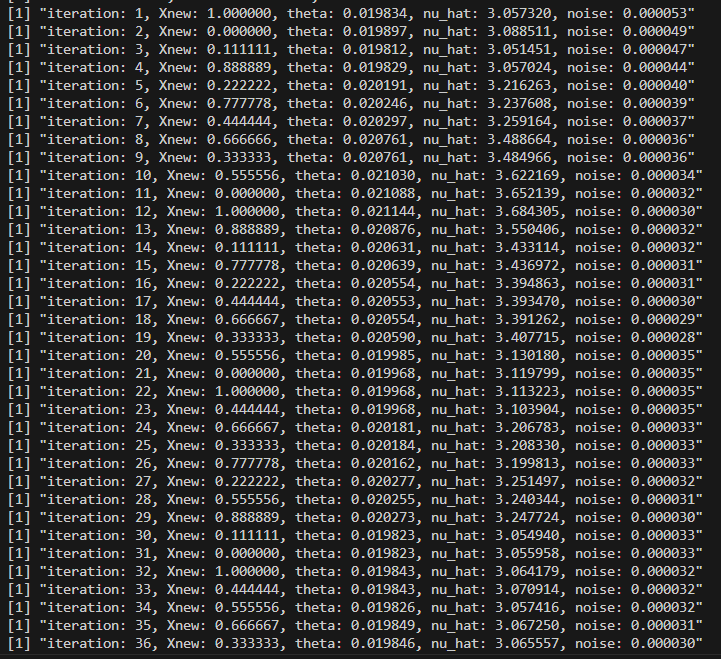 [1] "iteration: 1, Xnew: 1.000000, theta: 0.019834, nu_hat: 3.057320, noise: 0.000053"
[1] "iteration: 2, Xnew: 0.000000, theta: 0.019897, nu_hat: 3.088511, noise: 0.000049"
[1] "iteration: 3, Xnew: 0.111111, theta: 0.019812, nu_hat: 3.051451, noise: 0.000047"
[1] "iteration: 4, Xnew: 0.888889, theta: 0.019829, nu_hat: 3.057024, noise: 0.000044"
[1] "iteration: 5, Xnew: 0.222222, theta: 0.020191, nu_hat: 3.216263, noise: 0.000040"
[1] "iteration: 6, Xnew: 0.777778, theta: 0.020246, nu_hat: 3.237608, noise: 0.000039"
[1] "iteration: 7, Xnew: 0.444444, theta: 0.020297, nu_hat: 3.259164, noise: 0.000037"
[1] "iteration: 8, Xnew: 0.666666, theta: 0.020761, nu_hat: 3.488664, noise: 0.000036"
[1] "iteration: 9, Xnew: 0.333333, theta: 0.020761, nu_hat: 3.484966, noise: 0.000036"
[1] "iteration: 10, Xnew: 0.555556, theta: 0.021030, nu_hat: 3.622169, noise: 0.000034"
[1] "iteration: 11, Xnew: 0.000000, theta: 0.021088, nu_hat: 3.652139, noise: 0.000032"
[1] "iteration: 12, Xnew: 1.000000, theta: 0.021144, nu_hat: 3.684305, noise: 0.000030"
[1] "iteration: 13, Xnew: 0.888889, theta: 0.020876, nu_hat: 3.550406, noise: 0.000032"
[1] "iteration: 14, Xnew: 0.111111, theta: 0.020631, nu_hat: 3.433114, noise: 0.000032"
[1] "iteration: 15, Xnew: 0.777778, theta: 0.020639, nu_hat: 3.436972, noise: 0.000031"
[1] "iteration: 16, Xnew: 0.222222, theta: 0.020554, nu_hat: 3.394863, noise: 0.000031"
[1] "iteration: 17, Xnew: 0.444444, theta: 0.020553, nu_hat: 3.393470, noise: 0.000030"
[1] "iteration: 18, Xnew: 0.666667, theta: 0.020554, nu_hat: 3.391262, noise: 0.000029"
[1] "iteration: 19, Xnew: 0.333333, theta: 0.020590, nu_hat: 3.407715, noise: 0.000028"
[1] "iteration: 20, Xnew: 0.555556, theta: 0.019985, nu_hat: 3.130180, noise: 0.000035"
[1] "iteration: 21, Xnew: 0.000000, theta: 0.019968, nu_hat: 3.119799, noise: 0.000035"
[1] "iteration: 22, Xnew: 1.000000, theta: 0.019968, nu_hat: 3.113223, noise: 0.000035"
[1] "iteration: 23, Xnew: 0.444444, theta: 0.019968, nu_hat: 3.103904, noise: 0.000035"
[1] "iteration: 24, Xnew: 0.666667, theta: 0.020181, nu_hat: 3.206783, noise: 0.000033"
[1] "iteration: 25, Xnew: 0.333333, theta: 0.020184, nu_hat: 3.208330, noise: 0.000033"
[1] "iteration: 26, Xnew: 0.777778, theta: 0.020162, nu_hat: 3.199813, noise: 0.000033"
[1] "iteration: 27, Xnew: 0.222222, theta: 0.020277, nu_hat: 3.251497, noise: 0.000032"
[1] "iteration: 28, Xnew: 0.555556, theta: 0.020255, nu_hat: 3.240344, noise: 0.000031"
[1] "iteration: 29, Xnew: 0.888889, theta: 0.020273, nu_hat: 3.247724, noise: 0.000030"
[1] "iteration: 30, Xnew: 0.111111, theta: 0.019823, nu_hat: 3.054940, noise: 0.000033"
[1] "iteration: 31, Xnew: 0.000000, theta: 0.019823, nu_hat: 3.055958, noise: 0.000033"
[1] "iteration: 32, Xnew: 1.000000, theta: 0.019843, nu_hat: 3.064179, noise: 0.000032"
[1] "iteration: 33, Xnew: 0.444444, theta: 0.019843, nu_hat: 3.070914, noise: 0.000032"
[1] "iteration: 34, Xnew: 0.555556, theta: 0.019826, nu_hat: 3.057416, noise: 0.000032"
[1] "iteration: 35, Xnew: 0.666667, theta: 0.019849, nu_hat: 3.067250, noise: 0.000031"
[1] "iteration: 36, Xnew: 0.333333, theta: 0.019846, nu_hat: 3.065557, noise: 0.000030"